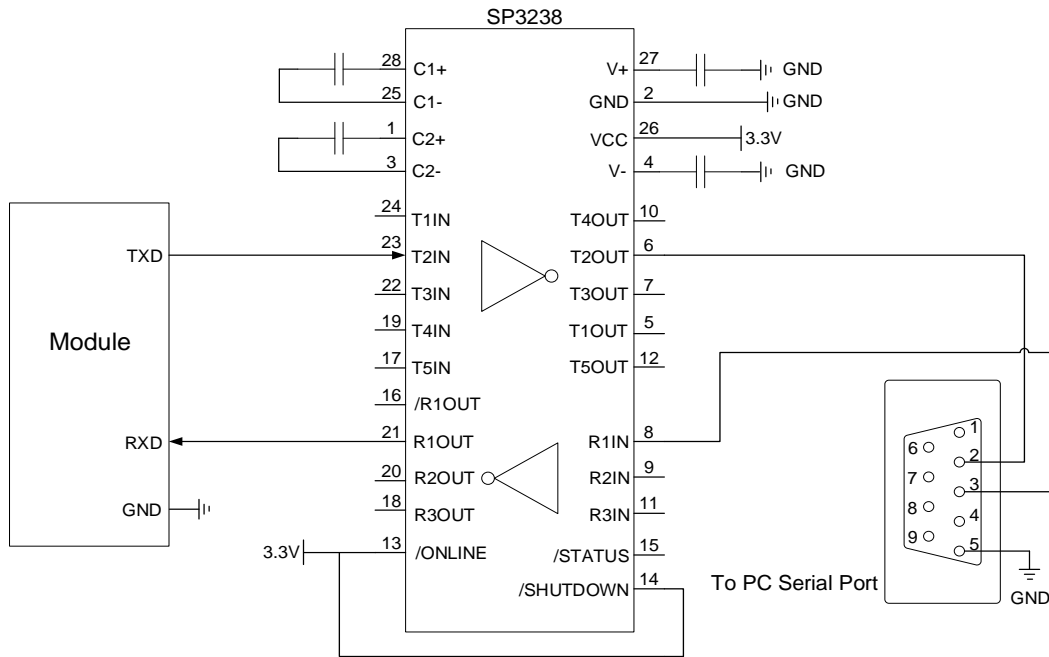 SP3238
28 C1+ V+ 27 GND
25 C1- GND 2 GND
1 C2+ VCC 26 3.3V
3 C2- V- 4 GND
24 T1IN T4OUT 10
TXD 23 T2IN T2OUT 6
22 T3IN T3OUT 7
19 T4IN T1OUT 5
Module
17 T5IN T5OUT 12
16 /R1OUT
RXD 21 R1OUT R1IN 8
20 R2OUT R2IN 9
GND 18 R3OUT R3IN 11
3.3V 13 /ONLINE /STATUS 15
/SHUTDOWN 14
1
6
2
7
3
8
4
9
5
To PC Serial Port
GND